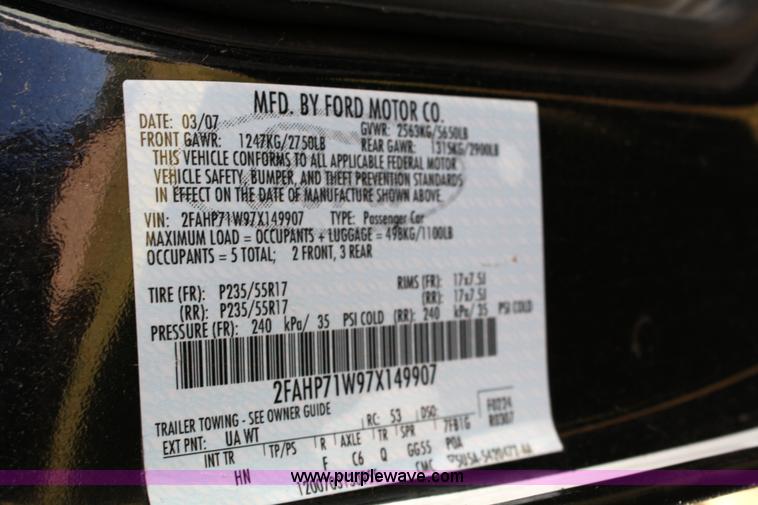 MFD. BY FORD MOTOR CO.
DATE: 03/07 GVWR: 2563KG/5650LB
FRONT GAWR: 1247KG/2750LB REAR GAWR: 1315KG/2900LB
THIS VEHICLE CONFORMS TO ALL APPLICABLE FEDERAL MOTOR
VEHICLE SAFETY, BUMPER, AND THEFT PREVENTION STANDARDS
IN EFFECT ON THE DATE OF MANUFACTURE SHOWN ABOVE.
VIN: 2FAHP71W97X149907 TYPE: Passenger Car
MAXIMUM LOAD = OCCUPANTS + LUGGAGE = 498KG/1100LB
OCCUPANTS = 5 TOTAL; 2 FRONT, 3 REAR
TIRE (FR): P235/55R17 RIMS (FR): 17x7.5J
(RR): P235/55R17 (RR): 17x7.5J
PRESSURE (FR): 240 kPa/ 35 PSI COLD (RR): 240 kPa/ 35 PSI COLD
2FAHP71W97X149907
TRAILER TOWING - SEE OWNER GUIDE
EXT PNT: UA WT RC: 53 DSO: F0224
R0307
INT TR TP/PS R AXLE TR SPR 7FB1G
HN F C6 Q GG55 POA
CMC
www.purplewave.com